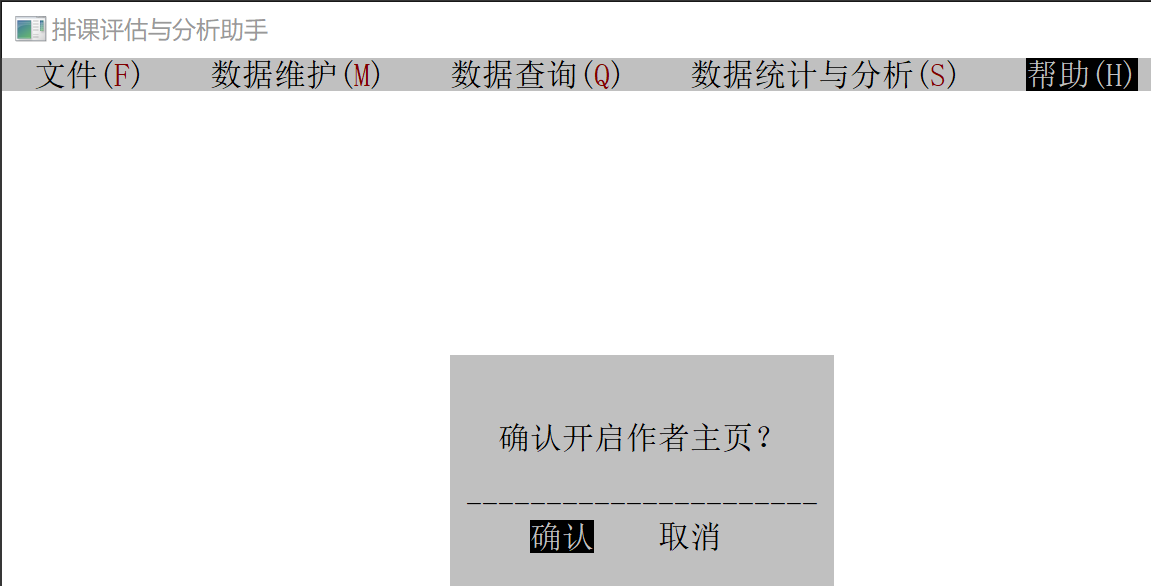 排课评估与分析助手
文件(F) 数据维护(M) 数据查询(Q) 数据统计与分析(S) 帮助(H)
确认开启作者主页？
----------------------
确认 取消